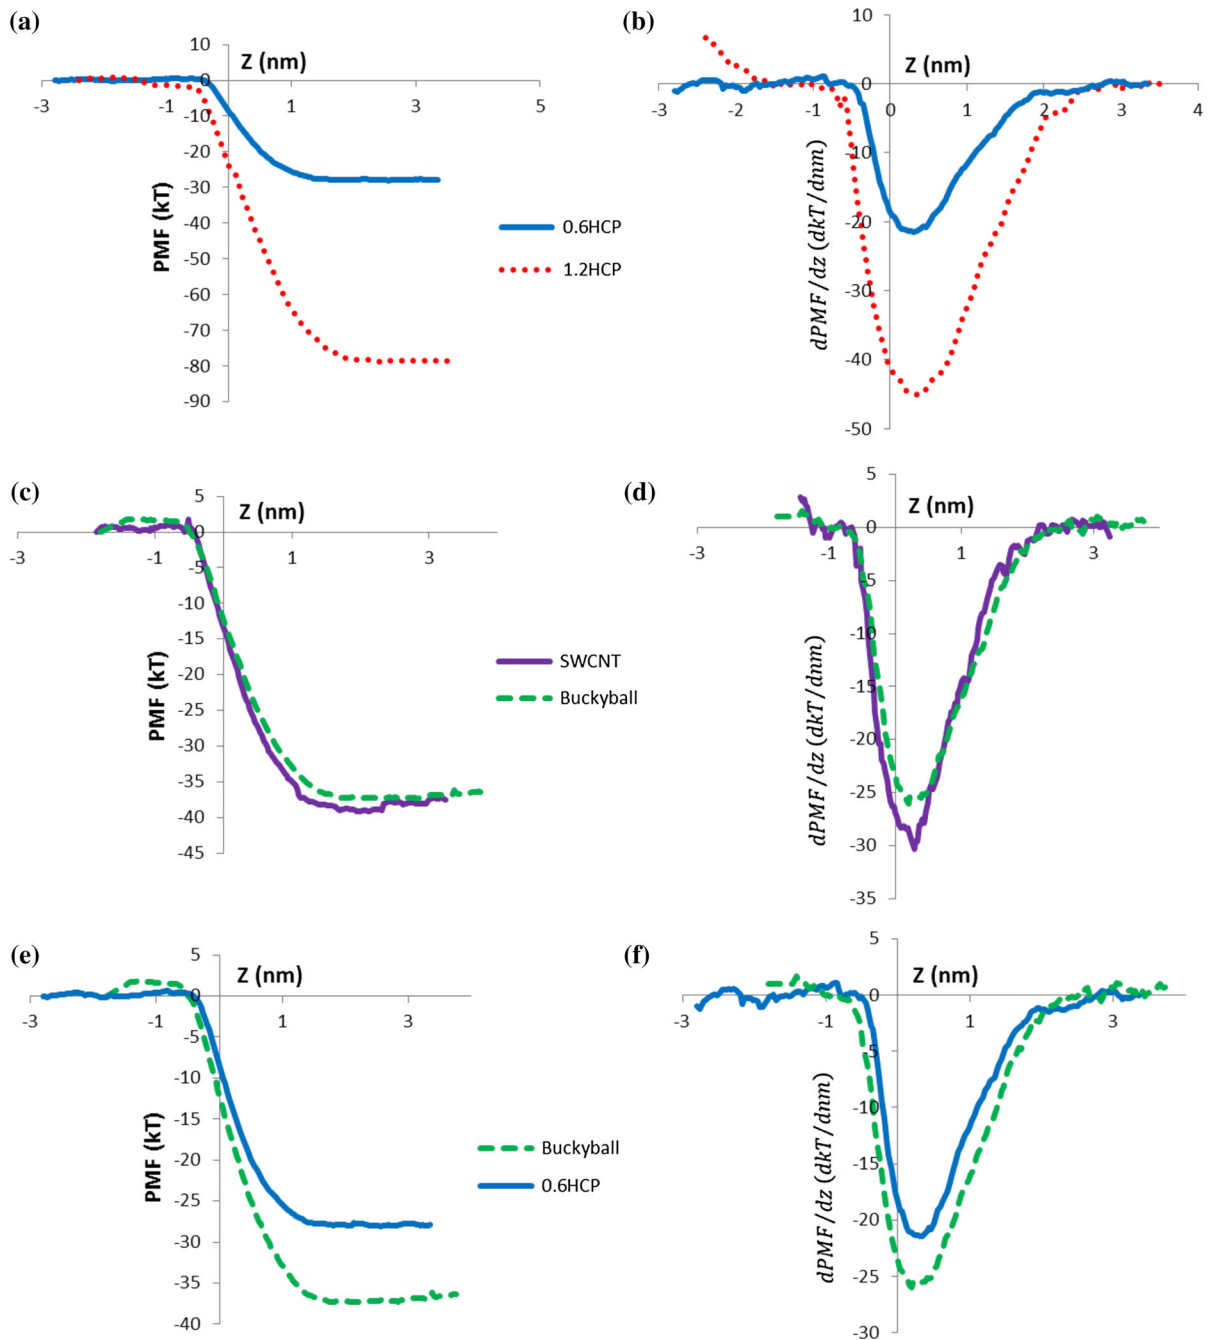 (a)
10
0
-10
-20
-30
-40
-50
-60
-70
-80
-90
Z (nm)
-3 -1 1 3 5
PMF (kT)
0.6HCP
1.2HCP
(b)
10
0
-10
-20
-30
-40
-50
Z (nm)
-3 -2 -1 0 1 2 3 4
dPMF/dz (dkT/dnm)
(c)
5
0
-5
-10
-15
-20
-25
-30
-35
-40
-45
Z (nm)
-3 -1 1 3
PMF (kT)
SWCNT
Buckyball
(d)
5
0
-5
-10
-15
-20
-25
-30
-35
Z (nm)
-3 -1 1 3
dPMF/dz (dkT/dnm)
(e)
5
0
-5
-10
-15
-20
-25
-30
-35
-40
Z (nm)
-3 -1 1 3
PMF (kT)
Buckyball
0.6HCP
(f)
5
0
-5
-10
-15
-20
-25
-30
Z (nm)
-3 -1 1 3
dPMF/dz (dkT/dnm)